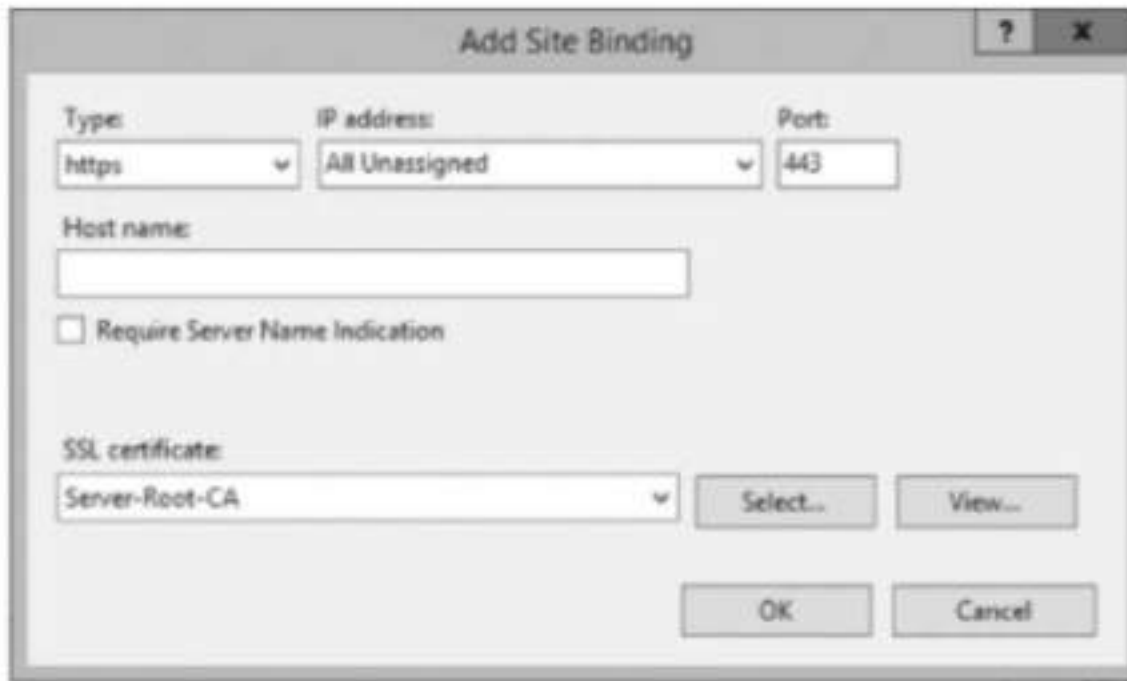 Add Site Binding
? x
Type: IP address: Port:
https All Unassigned 443
Host name:
Require Server Name Indication
SSL certificate:
Server-Root-CA Select... View...
OK Cancel